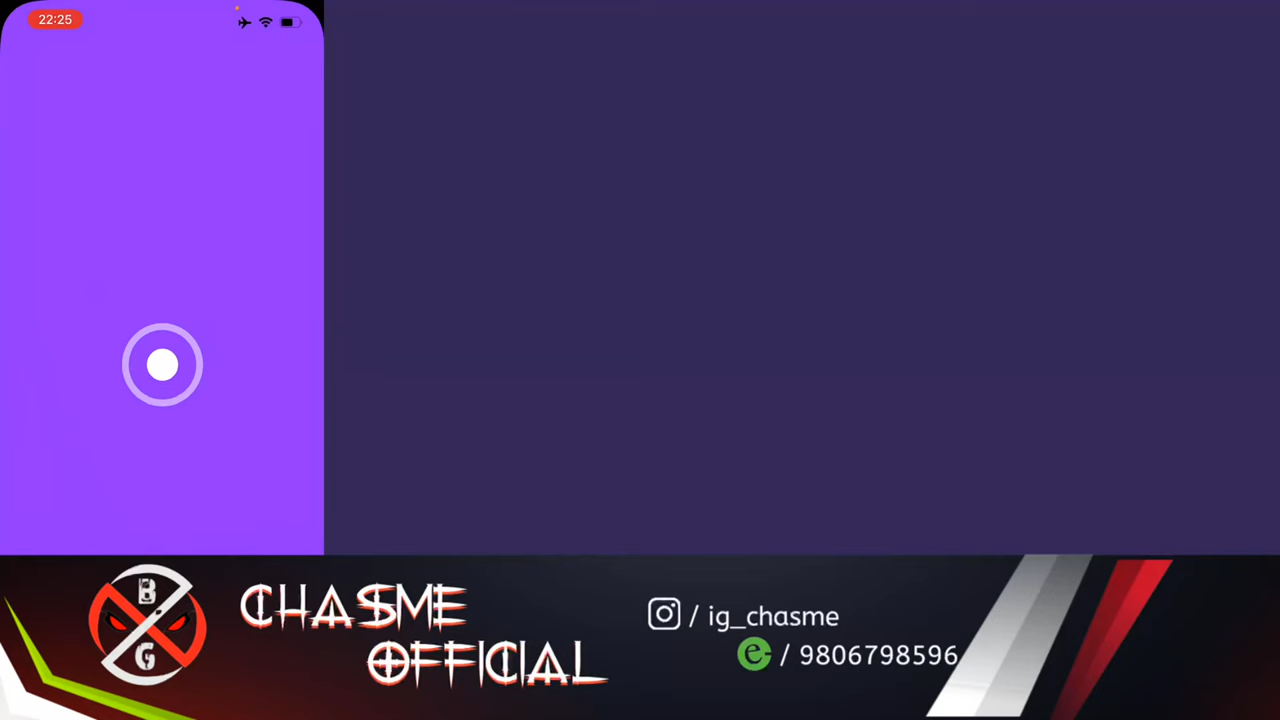 22:25
B
G
CHASME
OFFICIAL
/ ig_chasme
e / 9806798596